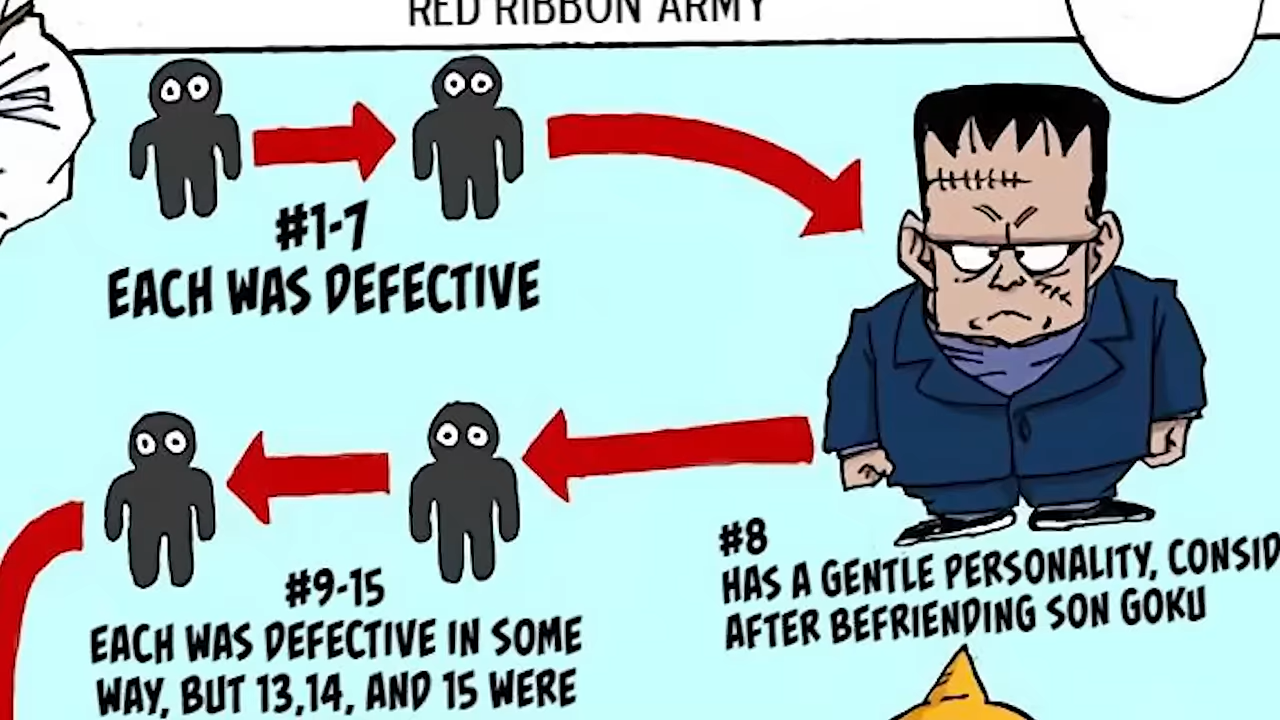 RED RIBBON ARMY
#1-7
EACH WAS DEFECTIVE
#8
HAS A GENTLE PERSONALITY, CONSID
AFTER BEFRIENDING SON GOKU
#9-15
EACH WAS DEFECTIVE IN SOME
WAY, BUT 13,14, AND 15 WERE